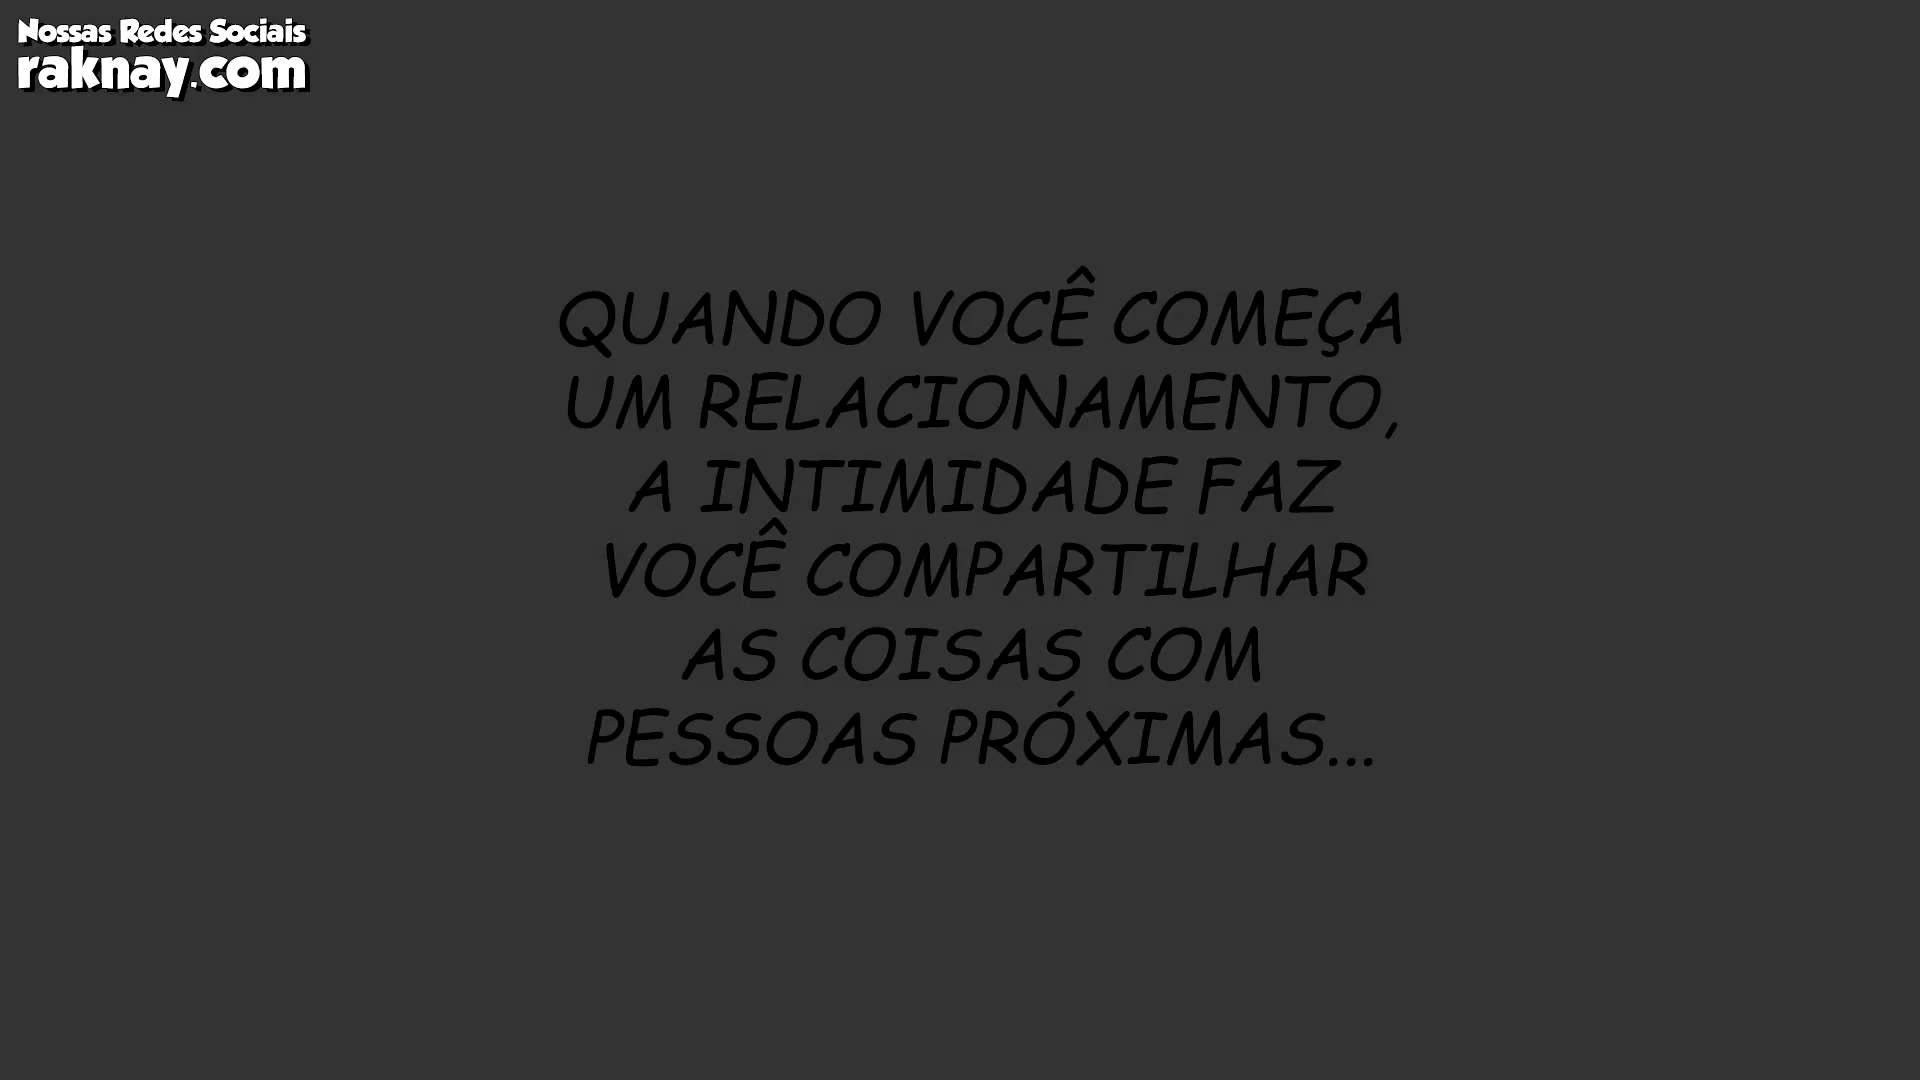 Nossas Redes Sociais
raknay.com
QUANDO VOCÊ COMEÇA
UM RELACIONAMENTO,
A INTIMIDADE FAZ
VOCÊ COMPARTILHAR
AS COISAS COM
PESSOAS PRÓXIMAS...